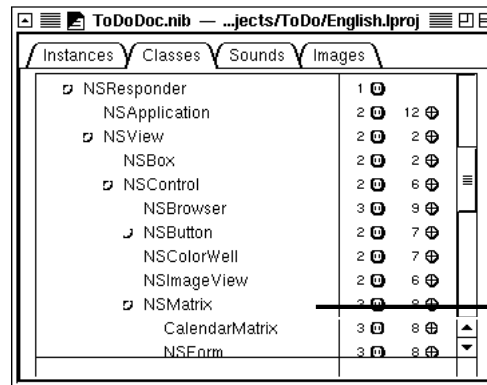 ToDoDoc.nib — ...jects/ToDo/English.lproj
Instances Classes Sounds Images
NSResponder 1
NSApplication 2 12
NSView 2 2
NSBox 2 2
NSControl 2 6
NSBrowser 3 9
NSButton 2 7
NSColorWell 2 7
NSImageView 2 6
NSMatrix 3 8
CalendarMatrix 3 8
NSForm 3 8